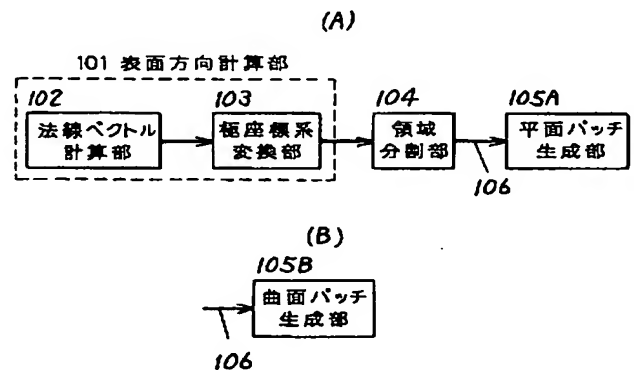 (A)
101 表面方向計算部
102
103
104
105A
法線ベクトル
計算部
極座標系
変換部
領域
分割部
平面パッチ
生成部
106
(B)
105B
曲面パッチ
生成部
106